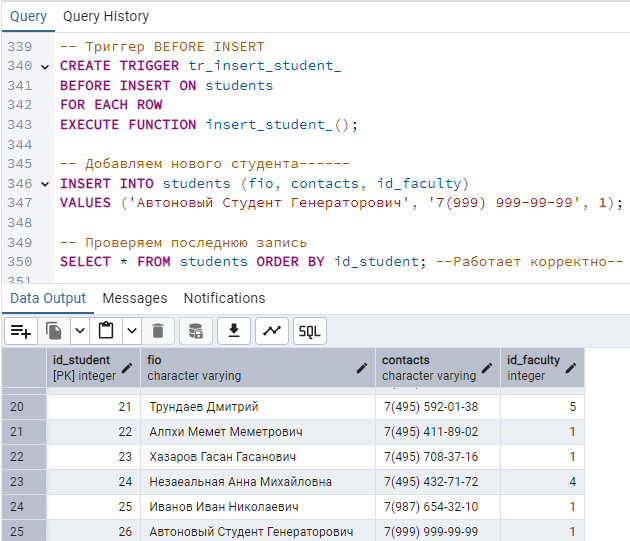 Query Query History
339 -- Триггер BEFORE INSERT
340 CREATE TRIGGER tr_insert_student_
341 BEFORE INSERT ON students
342 FOR EACH ROW
343 EXECUTE FUNCTION insert_student_();
344
345 -- Добавляем нового студента------
346 INSERT INTO students (fio, contacts, id_faculty)
347 VALUES ('Автоновый Студент Генераторович', '7(999) 999-99-99', 1);
348
349 -- Проверяем последнюю запись
350 SELECT * FROM students ORDER BY id_student; --Работает корректно--
351
Data Output Messages Notifications
SQL
id_student fio contacts id_faculty
[PK] integer character varying character varying integer
20 21 Трундаев Дмитрий 7(495) 592-01-38 5
21 22 Алпхи Мемет Меметрович 7(495) 411-89-02 1
22 23 Хазаров Гасан Гасанович 7(495) 708-37-16 1
23 24 Незаеальная Анна Михайловна 7(495) 432-71-72 4
24 25 Иванов Иван Николаевич 7(987) 654-32-10 1
25 26 Автоновый Студент Генераторович 7(999) 999-99-99 1